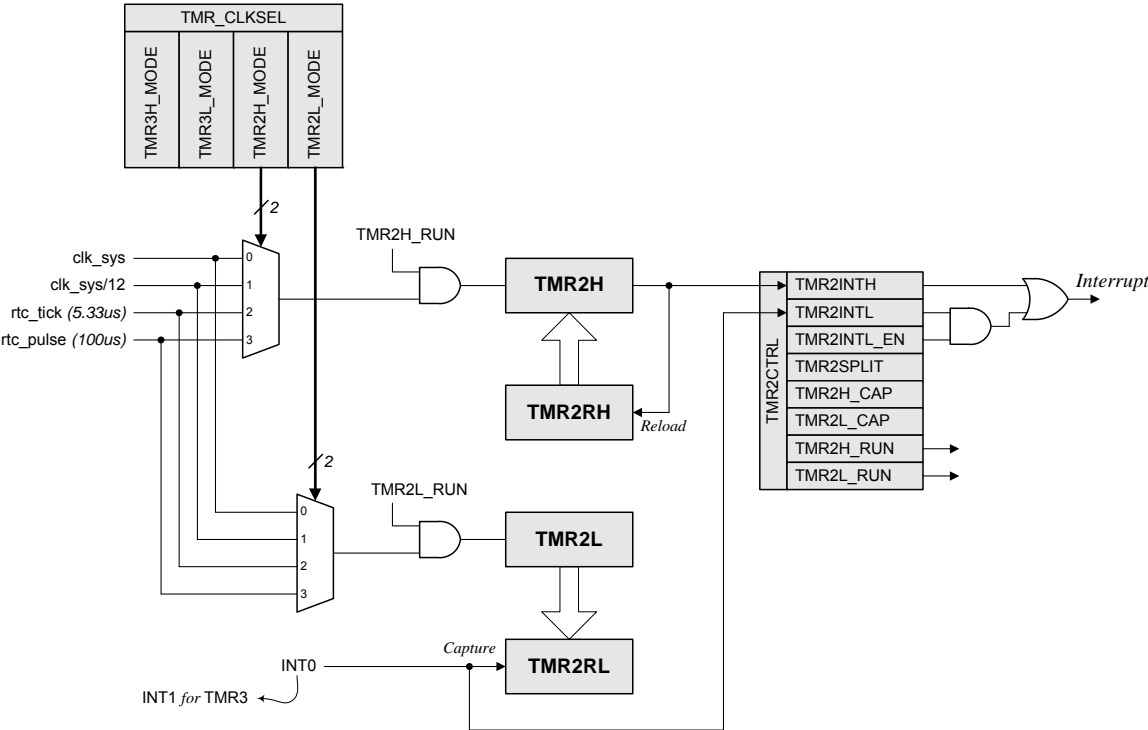 TMR_CLKSEL
TMR3H_MODE
TMR3L_MODE
TMR2H_MODE
TMR2L_MODE
2
TMR2H_RUN
clk_sys
clk_sys/12
rtc_tick (5.33us)
rtc_pulse (100us)
0
1
2
3
TMR2H
TMR2RH
Reload
TMR2CTRL
TMR2INTH
TMR2INTL
TMR2INTL_EN
TMR2SPLIT
TMR2H_CAP
TMR2L_CAP
TMR2H_RUN
TMR2L_RUN
Interrupt
2
TMR2L_RUN
0
1
2
3
TMR2L
Capture
TMR2RL
INT0
INT1 for TMR3